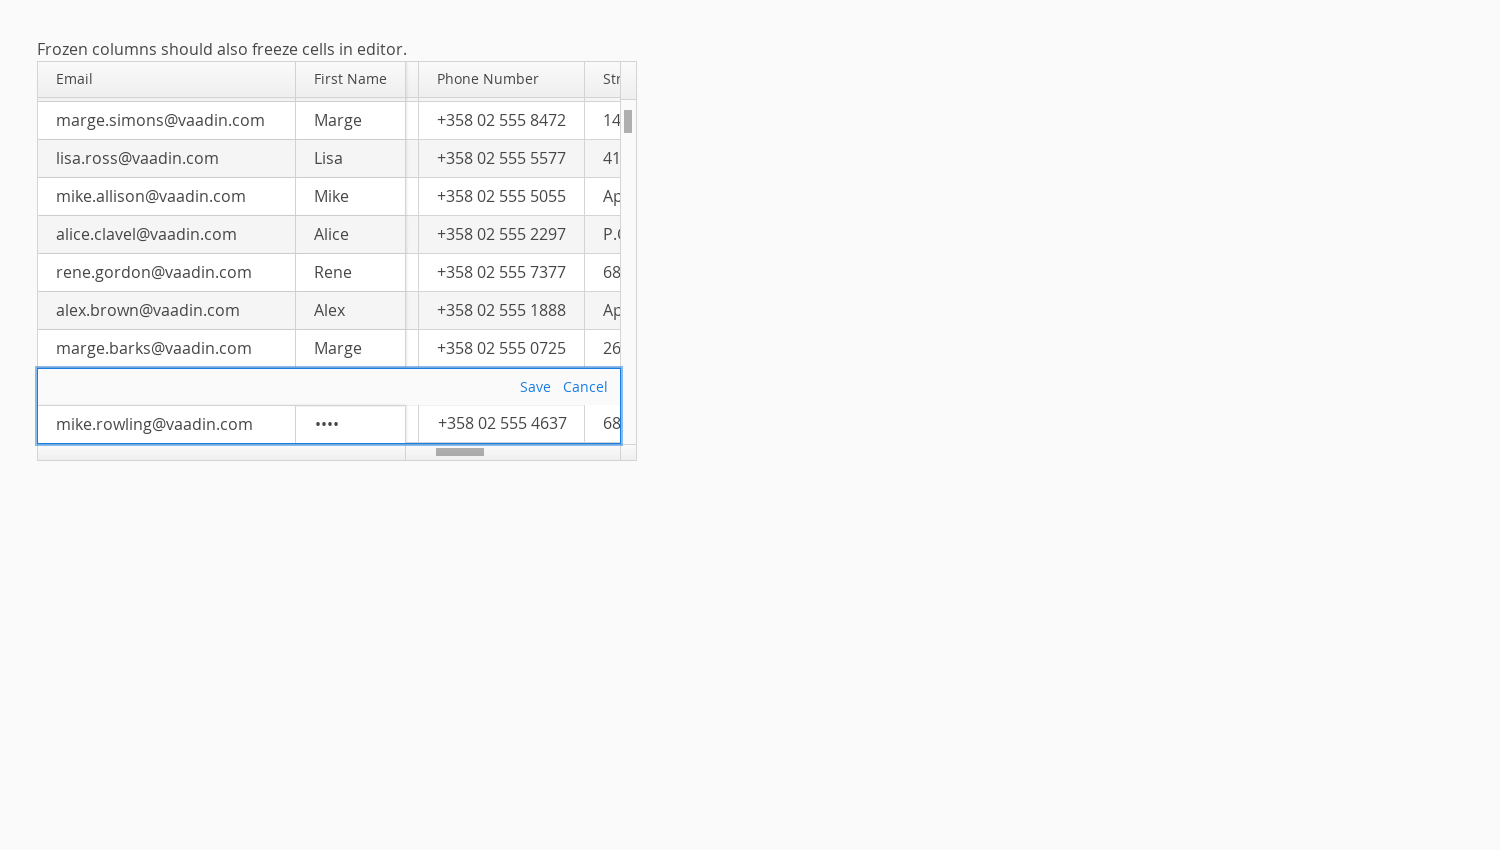 Frozen columns should also freeze cells in editor.
Email First Name Phone Number Str
marge.simons@vaadin.com Marge +358 02 555 8472 14
lisa.ross@vaadin.com Lisa +358 02 555 5577 41
mike.allison@vaadin.com Mike +358 02 555 5055 Ap
alice.clavel@vaadin.com Alice +358 02 555 2297 P.O
rene.gordon@vaadin.com Rene +358 02 555 7377 68
alex.brown@vaadin.com Alex +358 02 555 1888 Ap
marge.barks@vaadin.com Marge +358 02 555 0725 26
Save Cancel
mike.rowling@vaadin.com •••• +358 02 555 4637 68